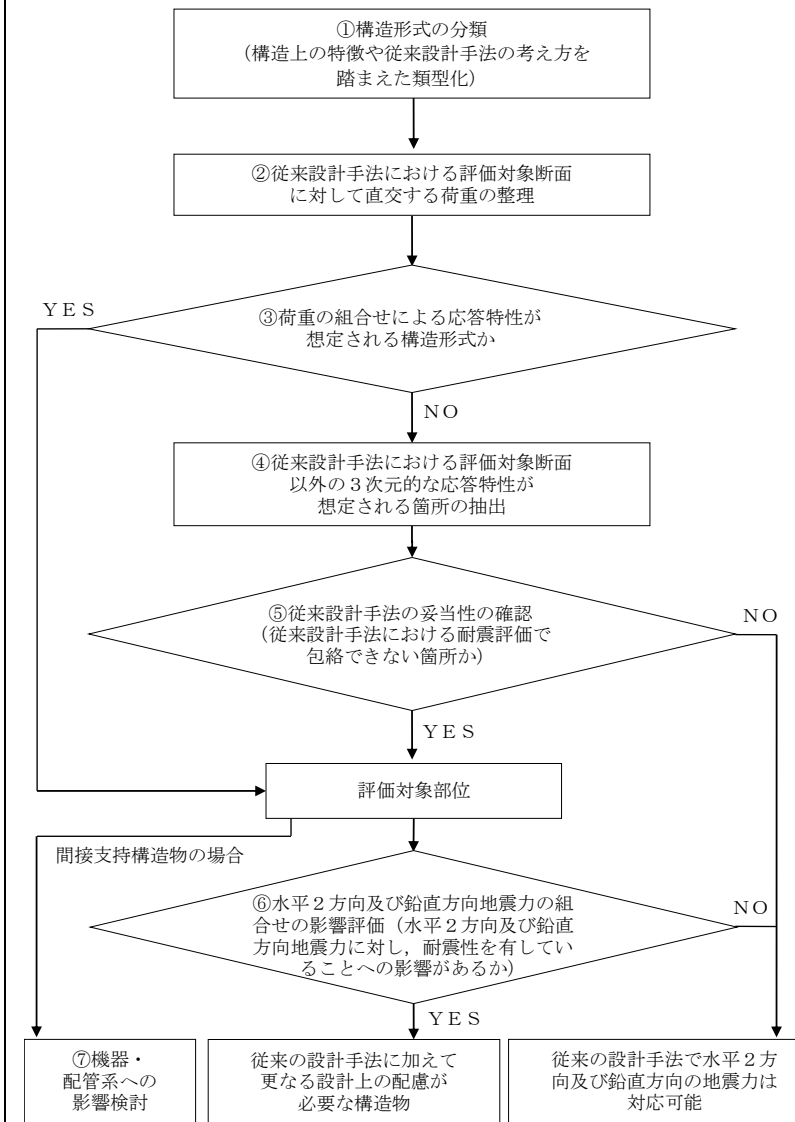 ①構造形式の分類
（構造上の特徴や従来設計手法の考え方を
踏まえた類型化）
②従来設計手法における評価対象断面
に対して直交する荷重の整理
ＹＥＳ
③荷重の組合せによる応答特性が
想定される構造形式か
ＮＯ
④従来設計手法における評価対象断面
以外の３次元的な応答特性が
想定される箇所の抽出
⑤従来設計手法の妥当性の確認
（従来設計手法における耐震評価で
包絡できない箇所か）
ＮＯ
ＹＥＳ
評価対象部位
間接支持構造物の場合
⑥水平２方向及び鉛直方向地震力の組
合せの影響評価（水平２方向及び鉛直
方向地震力に対し，耐震性を有してい
ることへの影響があるか）
ＮＯ
ＹＥＳ
⑦機器・
配管系への
影響検討
従来の設計手法に加えて
更なる設計上の配慮が
必要な構造物
従来の設計手法で水平２方
向及び鉛直方向の地震力は
対応可能